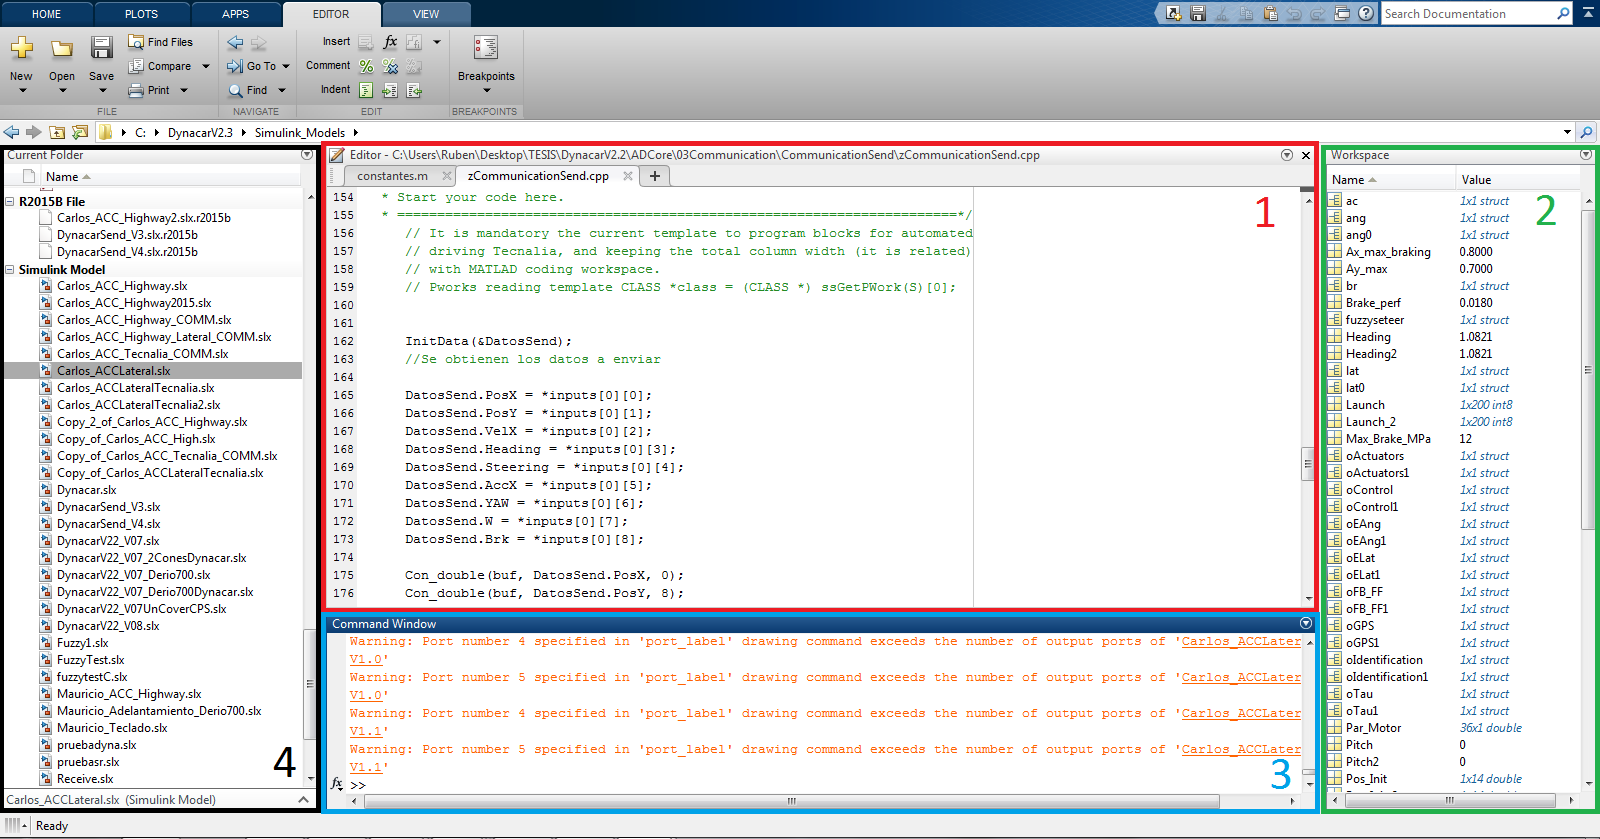 HOME PLOTS APPS EDITOR VIEW
Search Documentation
New Open Save Find Files Compare Print
Go To Find
Insert fx
Comment
Indent
Breakpoints
FILE NAVIGATE EDIT BREAKPOINTS
C: DynacarV2.3 Simulink_Models
Current Folder
Name
R2015B File
Carlos_ACC_Highway2.slx.r2015b
DynacarSend_V3.slx.r2015b
DynacarSend_V4.slx.r2015b
Simulink Model
Carlos_ACC_Highway.slx
Carlos_ACC_Highway2015.slx
Carlos_ACC_Highway_COMM.slx
Carlos_ACC_Highway_Lateral_COMM.slx
Carlos_ACC_Tecnalia_COMM.slx
Carlos_ACCLateral.slx
Carlos_ACCLateralTecnalia.slx
Carlos_ACCLateralTecnalia2.slx
Copy_2_of_Carlos_ACC_Highway.slx
Copy_of_Carlos_ACC_High.slx
Copy_of_Carlos_ACC_Tecnalia_COMM.slx
Copy_of_Carlos_ACCLateralTecnalia.slx
Dynacar.slx
DynacarSend_V3.slx
DynacarSend_V4.slx
DynacarV22_V07.slx
DynacarV22_V07_2ConesDynacar.slx
DynacarV22_V07_Derio700.slx
DynacarV22_V07_Derio700Dynacar.slx
DynacarV22_V07UnCoverCPS.slx
DynacarV22_V08.slx
Fuzzy1.slx
FuzzyTest.slx
fuzzytestC.slx
Mauricio_ACC_Highway.slx
Mauricio_Adelantamiento_Derio700.slx
Mauricio_Teclado.slx
pruebadyna.slx
pruebasr.slx
Receive.slx
4
Carlos_ACCLateral.slx (Simulink Model)
Ready
Editor - C:\Users\Ruben\Desktop\TESIS\DynacarV2.2\ADCore\03Communication\CommunicationSend\zCommunicationSend.cpp
constantes.m zCommunicationSend.cpp
1
154 * Start your code here.
155 * ======================================================================*/
156 // It is mandatory the current template to program blocks for automated
157 // driving Tecnalia, and keeping the total column width (it is related)
158 // with MATLAD coding workspace.
159 // Pworks reading template CLASS *class = (CLASS *) ssGetPWork(S)[0];
160
161
162 InitData(&DatosSend);
163 //Se obtienen los datos a enviar
164
165 DatosSend.PosX = *inputs[0][0];
166 DatosSend.PosY = *inputs[0][1];
167 DatosSend.VelX = *inputs[0][2];
168 DatosSend.Heading = *inputs[0][3];
169 DatosSend.Steering = *inputs[0][4];
170 DatosSend.AccX = *inputs[0][5];
171 DatosSend.YAW = *inputs[0][6];
172 DatosSend.W = *inputs[0][7];
173 DatosSend.Brk = *inputs[0][8];
174
175 Con_double(buf, DatosSend.PosX, 0);
176 Con_double(buf, DatosSend.PosY, 8);
Command Window
Warning: Port number 4 specified in 'port_label' drawing command exceeds the number of output ports of 'Carlos_ACCLater
V1.0'
Warning: Port number 5 specified in 'port_label' drawing command exceeds the number of output ports of 'Carlos_ACCLater
V1.0'
Warning: Port number 4 specified in 'port_label' drawing command exceeds the number of output ports of 'Carlos_ACCLater
V1.1'
Warning: Port number 5 specified in 'port_label' drawing command exceeds the number of output ports of 'Carlos_ACCLater
V1.1'
fx >>
3
Workspace
Name Value
2
ac 1x1 struct
ang 1x1 struct
ang0 1x1 struct
Ax_max_braking 0.8000
Ay_max 0.7000
br 1x1 struct
Brake_perf 0.0180
fuzzyseteer 1x1 struct
Heading 1.0821
Heading2 1.0821
lat 1x1 struct
lat0 1x1 struct
Launch 1x200 int8
Launch_2 1x200 int8
Max_Brake_MPa 12
oActuators 1x1 struct
oActuators1 1x1 struct
oControl 1x1 struct
oControl1 1x1 struct
oEAng 1x1 struct
oEAng1 1x1 struct
oELat 1x1 struct
oELat1 1x1 struct
oFB_FF 1x1 struct
oFB_FF1 1x1 struct
oGPS 1x1 struct
oGPS1 1x1 struct
oIdentification 1x1 struct
oIdentification1 1x1 struct
oTau 1x1 struct
oTau1 1x1 struct
Par_Motor 36x1 double
Pitch 0
Pitch2 0
Pos_Init 1x14 double